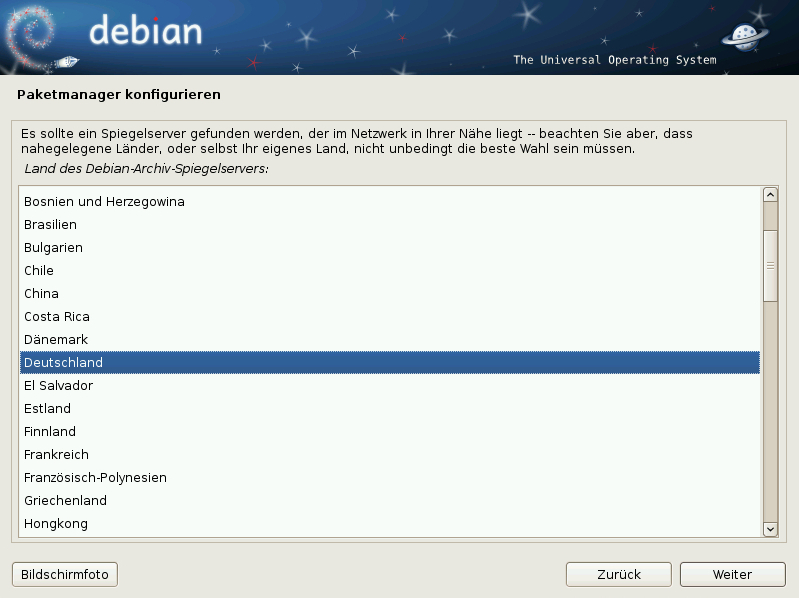 debian
The Universal Operating System
Paketmanager konfigurieren
Es sollte ein Spiegelserver gefunden werden, der im Netzwerk in Ihrer Nähe liegt -- beachten Sie aber, dass
nahegelegene Länder, oder selbst Ihr eigenes Land, nicht unbedingt die beste Wahl sein müssen.
Land des Debian-Archiv-Spiegelservers:
Bosnien und Herzegowina
Brasilien
Bulgarien
Chile
China
Costa Rica
Dänemark
Deutschland
El Salvador
Estland
Finnland
Frankreich
Französisch-Polynesien
Griechenland
Hongkong
Bildschirmfoto
Zurück
Weiter